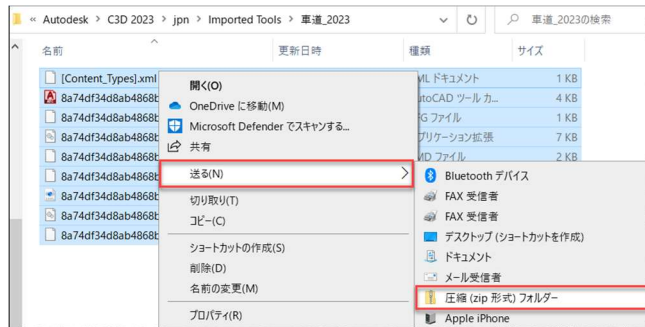 « Autodesk › C3D 2023 › jpn › Imported Tools › 車道_2023
車道_2023の検索
名前 更新日時 種類 サイズ
[Content_Types].xml ML ドキュメント 1 KB
8a74df34d8ab4868b utoCAD ツール カ... 4 KB
8a74df34d8ab4868b G ファイル 1 KB
8a74df34d8ab4868b プリケーション拡張 7 KB
8a74df34d8ab4868b MD ファイル 2 KB
8a74df34d8ab4868b
8a74df34d8ab4868b
8a74df34d8ab4868b
8a74df34d8ab4868b
開く(O)
OneDrive に移動(M)
Microsoft Defender でスキャンする...
共有
送る(N)
切り取り(T)
コピー(C)
ショートカットの作成(S)
削除(D)
名前の変更(M)
プロパティ(R)
Bluetooth デバイス
FAX 受信者
FAX 受信者
デスクトップ (ショートカットを作成)
ドキュメント
メール受信者
圧縮 (zip 形式) フォルダー
Apple iPhone